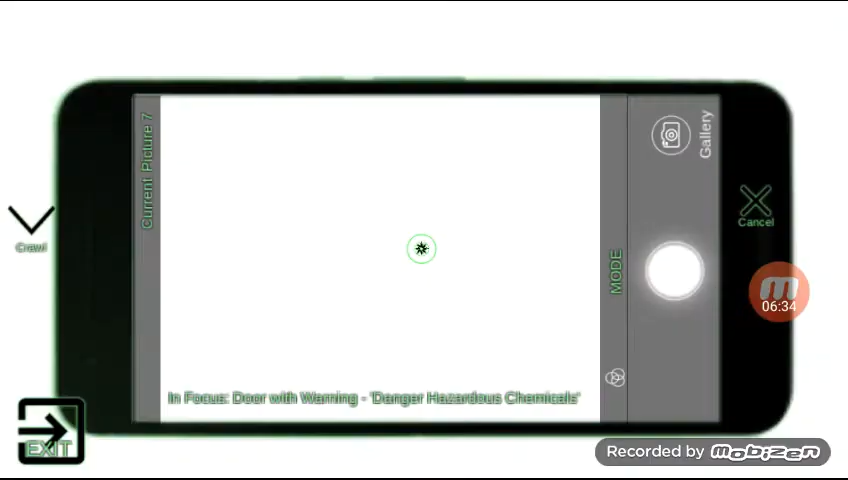 Current Picture 7
Gallery
Cancel
Crawl
MODE
06:34
In Focus: Door with Warning - 'Danger Hazardous Chemicals'
EXIT
Recorded by mobizen